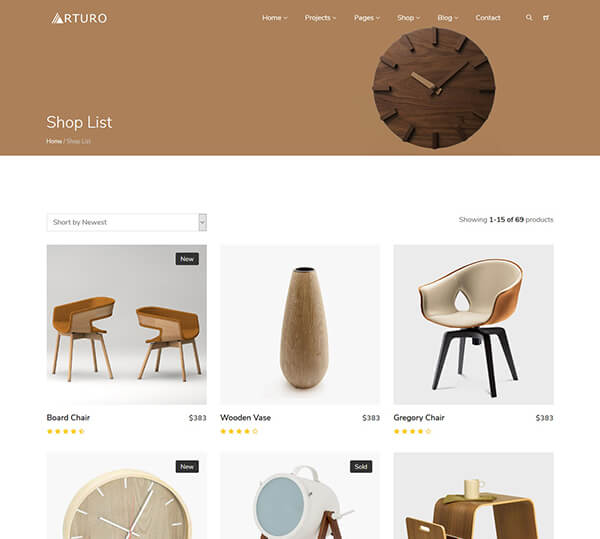 ARTURO Home Projects Pages Shop Blog Contact
Shop List
Home / Shop List
Short by Newest
Showing 1-15 of 69 products
New
Board Chair $383 Wooden Vase $383 Gregory Chair $383
New Sold